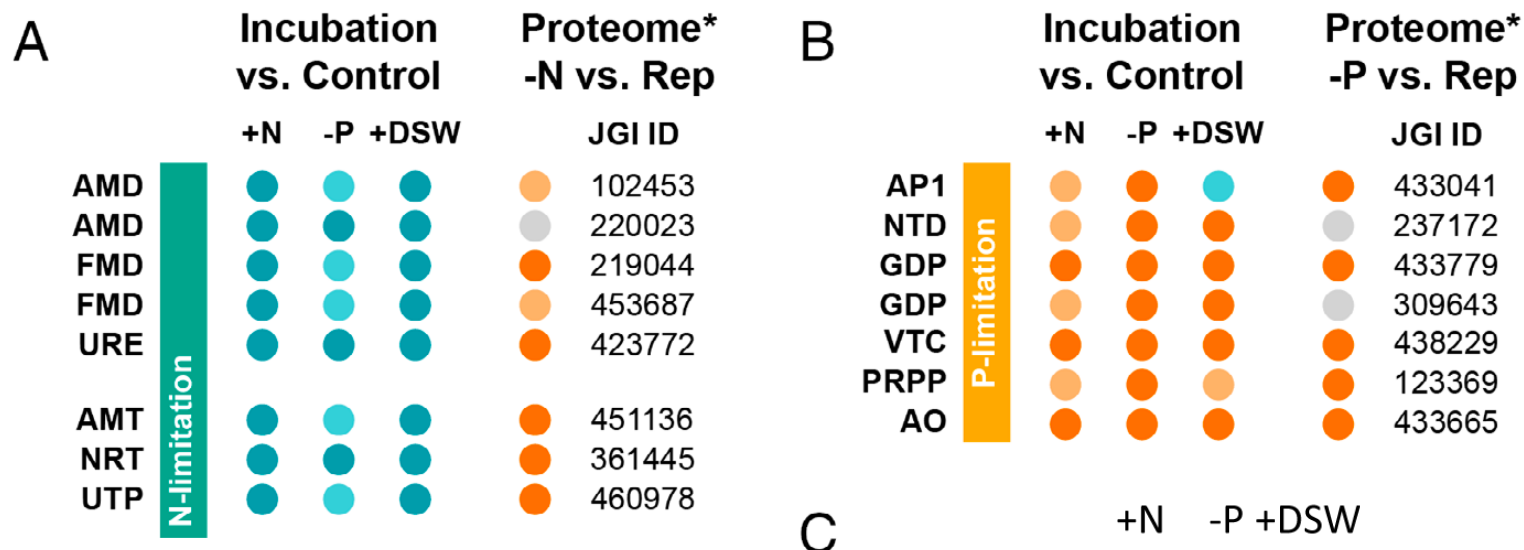 A
Incubation
vs. Control
Proteome*
-N vs. Rep
+N -P +DSW JGI ID
N-limitation
AMD 102453
AMD 220023
FMD 219044
FMD 453687
URE 423772
AMT 451136
NRT 361445
UTP 460978
B
Incubation
vs. Control
Proteome*
-P vs. Rep
+N -P +DSW JGI ID
P-limitation
AP1 433041
NTD 237172
GDP 433779
GDP 309643
VTC 438229
PRPP 123369
AO 433665
C
+N -P +DSW